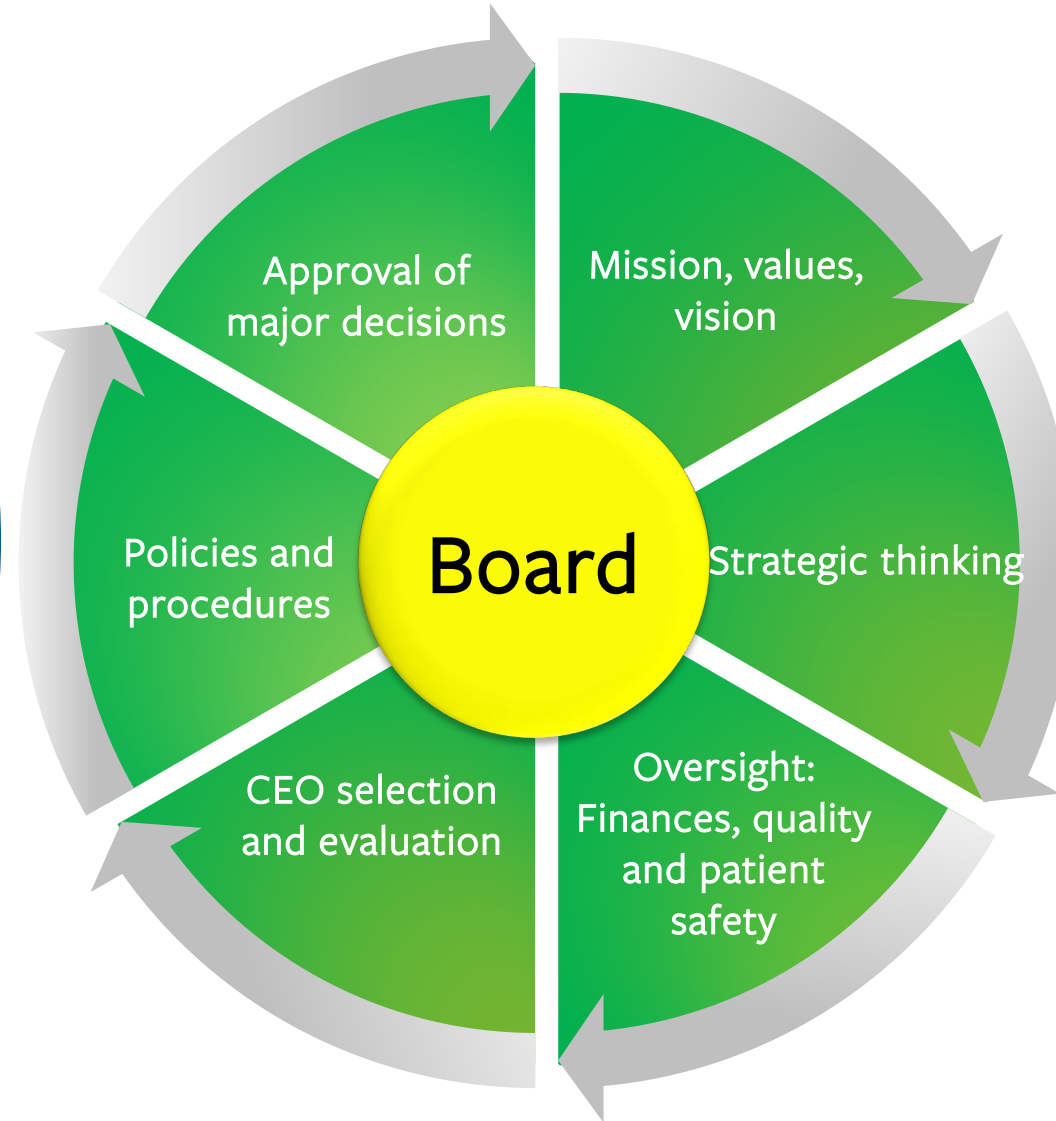 Approval of
major decisions
Mission, values,
vision
Policies and
procedures
Board
Strategic thinking
CEO selection
and evaluation
Oversight:
Finances, quality
and patient
safety